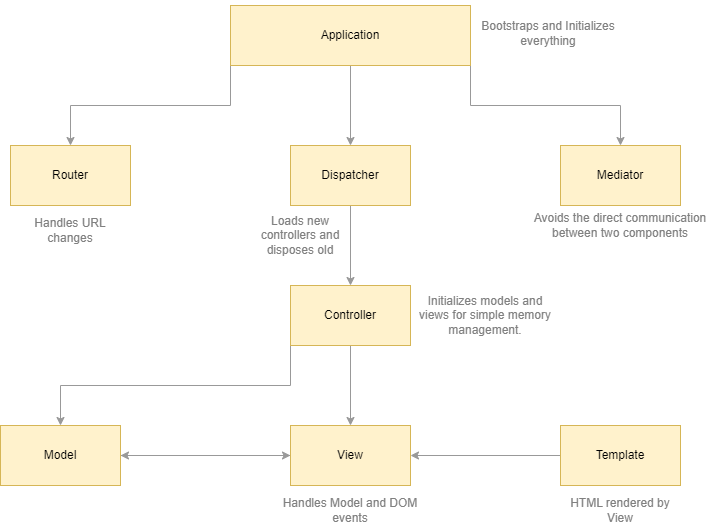 Application
Bootstraps and Initializes
everything
Router
Dispatcher
Mediator
Handles URL
changes
Loads new
controllers and
disposes old
Avoids the direct communication
between two components
Controller
Initializes models and
views for simple memory
management.
Model
View
Template
Handles Model and DOM
events
HTML rendered by
View